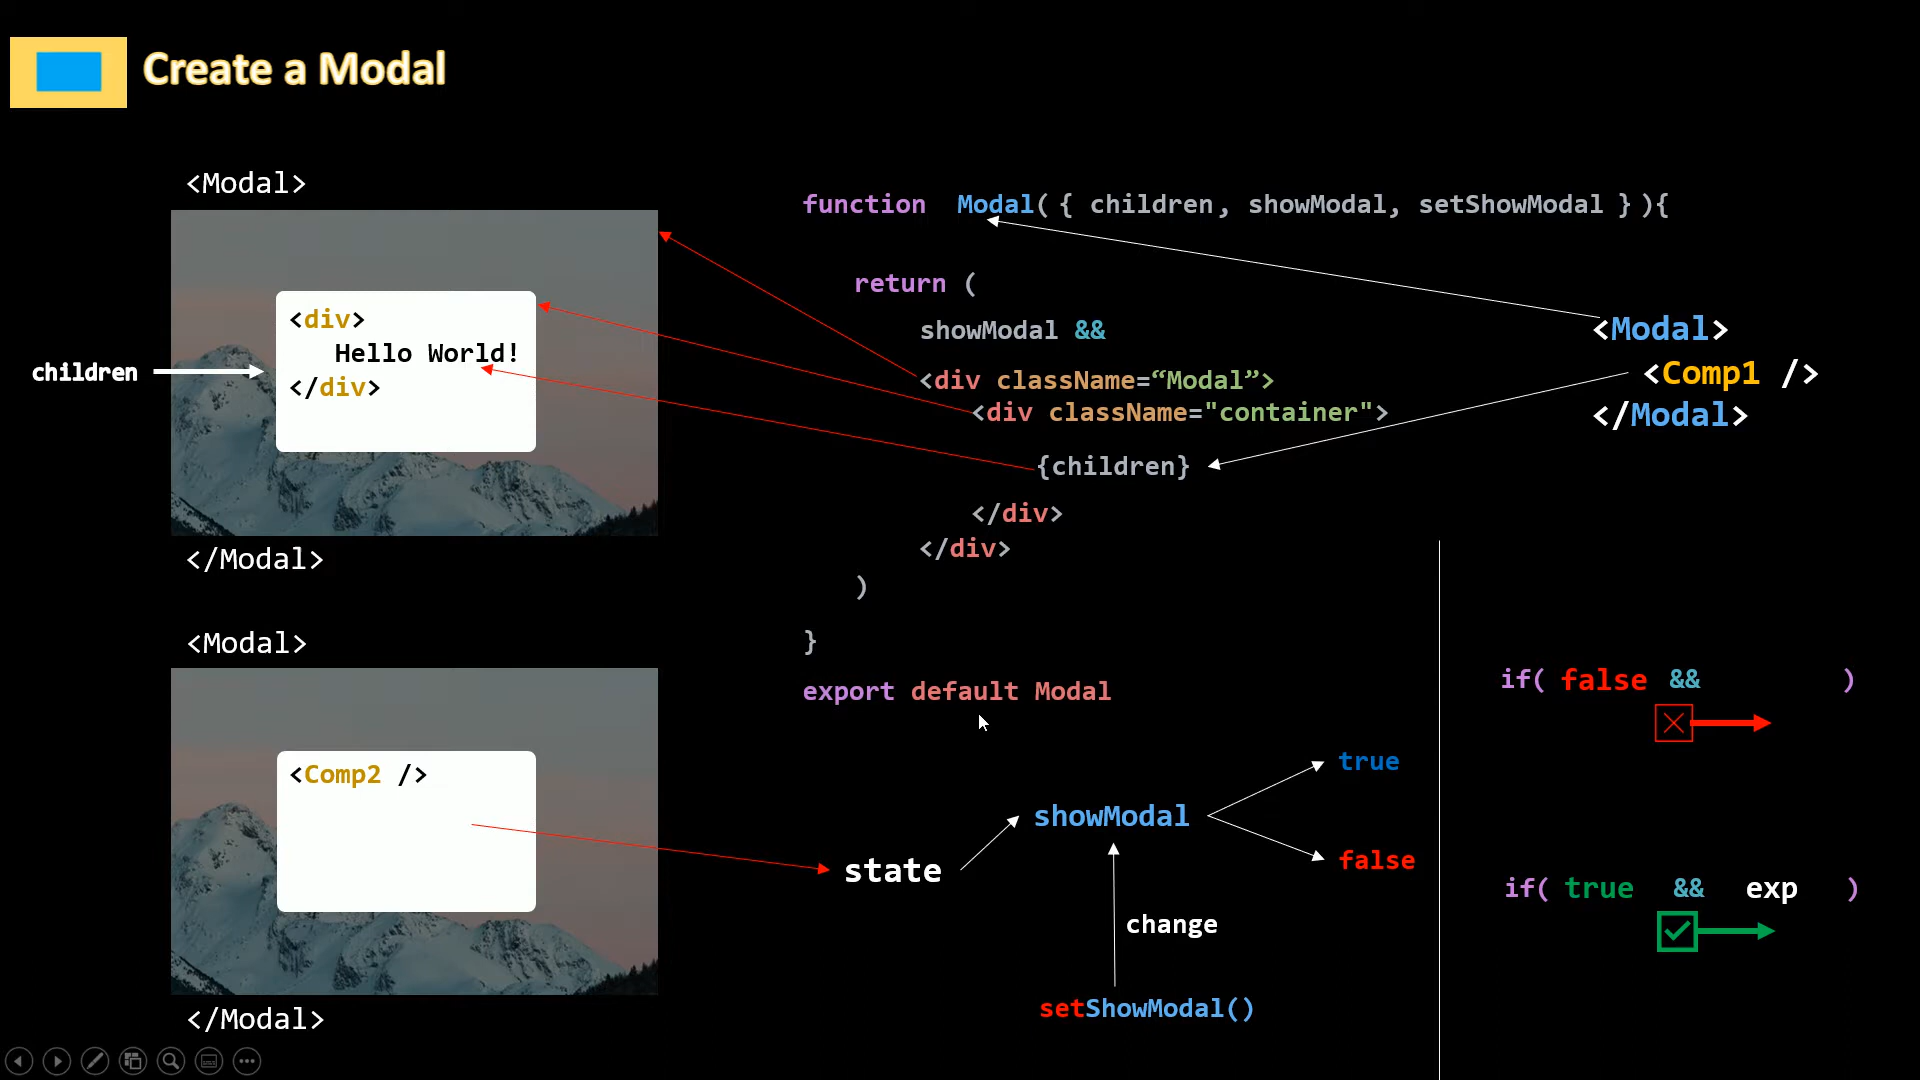 Create a Modal
<Modal>
<div>
Hello World!
</div>
children
</Modal>
<Modal>
<Comp2 />
</Modal>
function Modal({ children, showModal, setShowModal }){
return (
showModal &&
<div className=“Modal”>
<div className="container">
{children}
</div>
</div>
)
}
export default Modal
<Modal>
<Comp1 />
</Modal>
state
showModal
true
false
change
setShowModal()
if( false && )
if( true && exp )